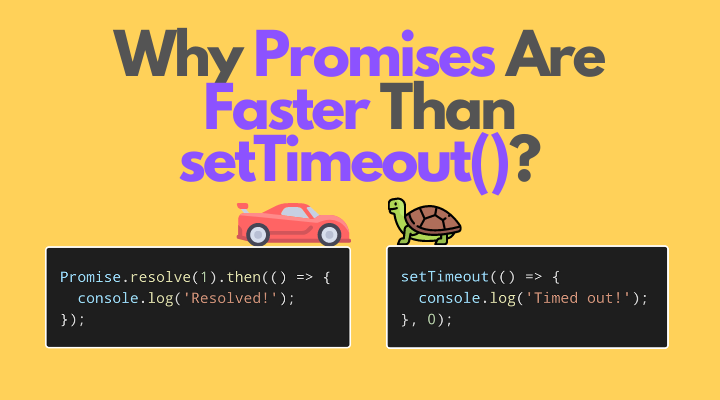 Why Promises Are
Faster Than
setTimeout()?
Promise.resolve(1).then(() => {
  console.log('Resolved!');
});
setTimeout(() => {
  console.log('Timed out!');
}, 0);